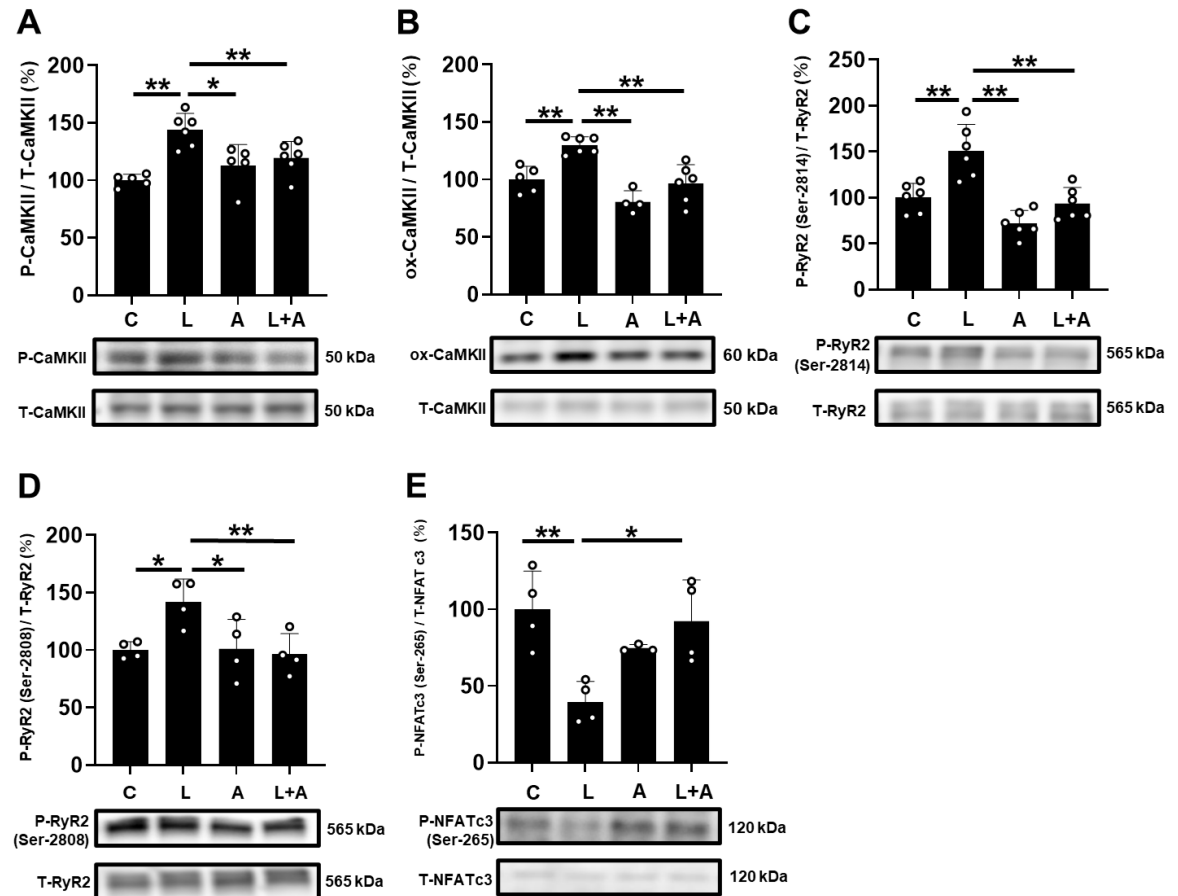 A
P-CaMKII / T-CaMKII (%)
200
150
100
50
0
**
**
*
C L A L+A
P-CaMKII 50 kDa
T-CaMKII 50 kDa
B
ox-CaMKII / T-CaMKII (%)
200
150
100
50
0
**
**
**
C L A L+A
ox-CaMKII 60 kDa
T-CaMKII 50 kDa
C
P-RyR2 (Ser-2814) / T-RyR2 (%)
250
200
150
100
50
0
**
**
**
C L A L+A
P-RyR2
(Ser-2814)
565 kDa
T-RyR2 565 kDa
D
P-RyR2 (Ser-2808) / T-RyR2 (%)
200
150
100
50
0
**
*
*
C L A L+A
P-RyR2
(Ser-2808)
565 kDa
T-RyR2 565 kDa
E
P-NFATc3 (Ser-265) / T-NFAT c3 (%)
150
100
50
0
**
*
C L A L+A
P-NFATc3
(Ser-265)
120 kDa
T-NFATc3 120 kDa